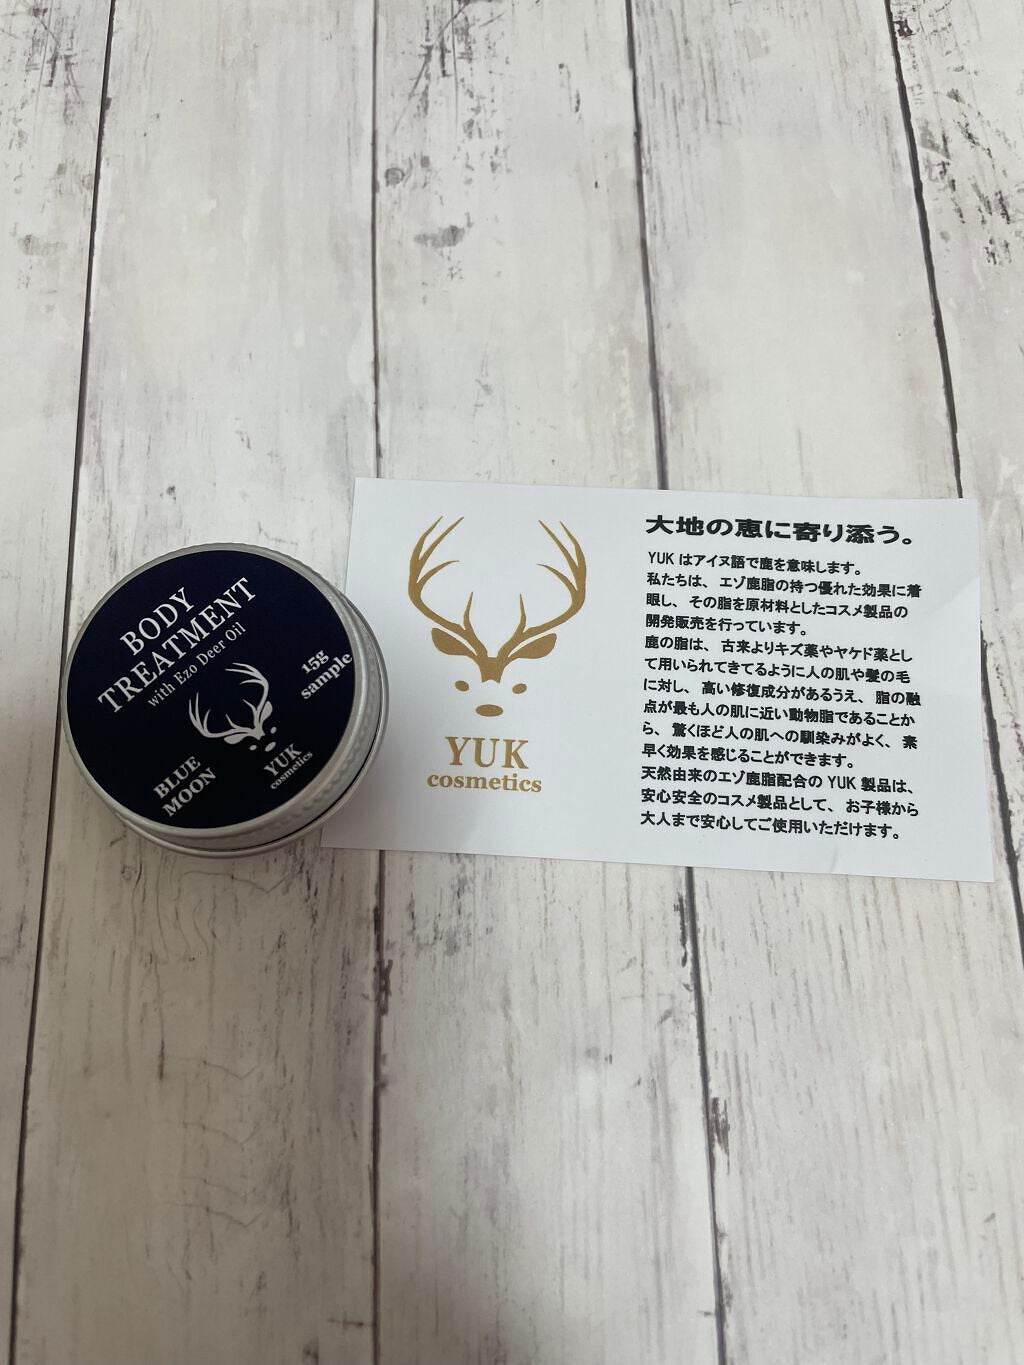 BODY
TREATMENT
with Ezo Deer Oil
15g
sample
BLUE
MOON
YUK
cosmetics
YUK
cosmetics
大地の恵に寄り添う。
YUK はアイヌ語で鹿を意味します。
私たちは、エゾ鹿脂の持つ優れた効果に着
眼し、その脂を原材料としたコスメ製品の
開発販売を行っています。
鹿の脂は、古来よりキズ薬やヤケド薬とし
て用いられてきてるように人の肌や髪の毛
に対し、高い修復成分があるうえ、脂の融
点が最も人の肌に近い動物脂であることか
ら、驚くほど人の肌への馴染みがよく、素
早く効果を感じることができます。
天然由来のエゾ鹿脂配合の YUK 製品は、
安心安全のコスメ製品として、お子様から
大人まで安心してご使用いただけます。